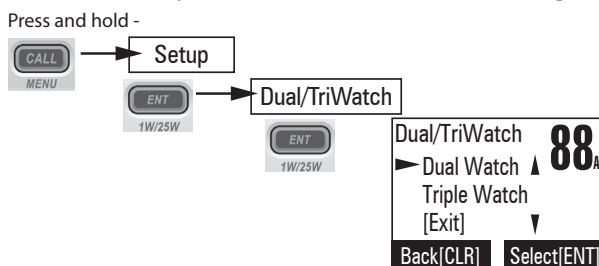 Press and hold -
CALL
MENU
Setup
ENT
1W/25W
Dual/TriWatch
ENT
1W/25W
Dual/TriWatch
88A
Dual Watch
Triple Watch
[Exit]
Back[CLR]
Select[ENT]